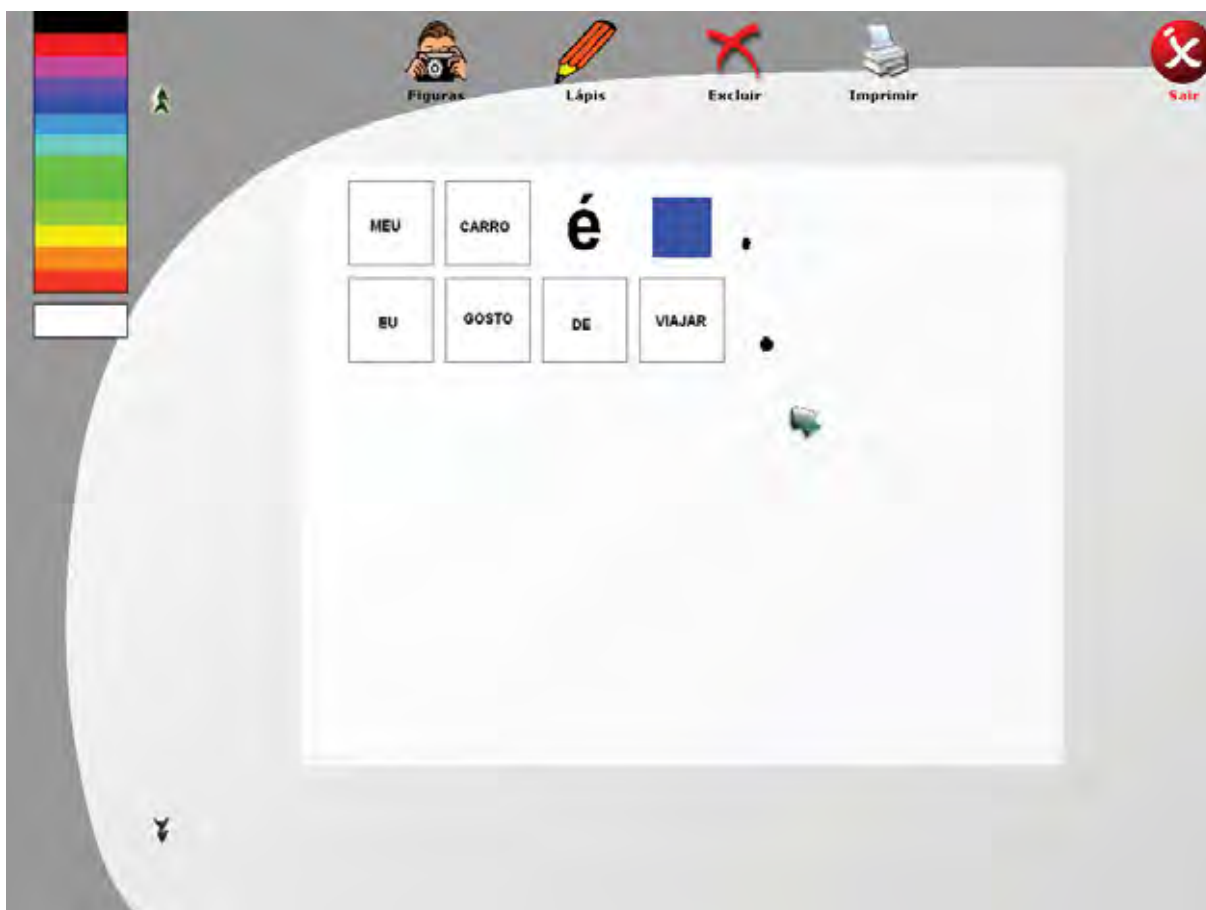 Figuras Lápis Excluir Imprimir Sair
MEU CARRO é .
EU GOSTO DE VIAJAR .